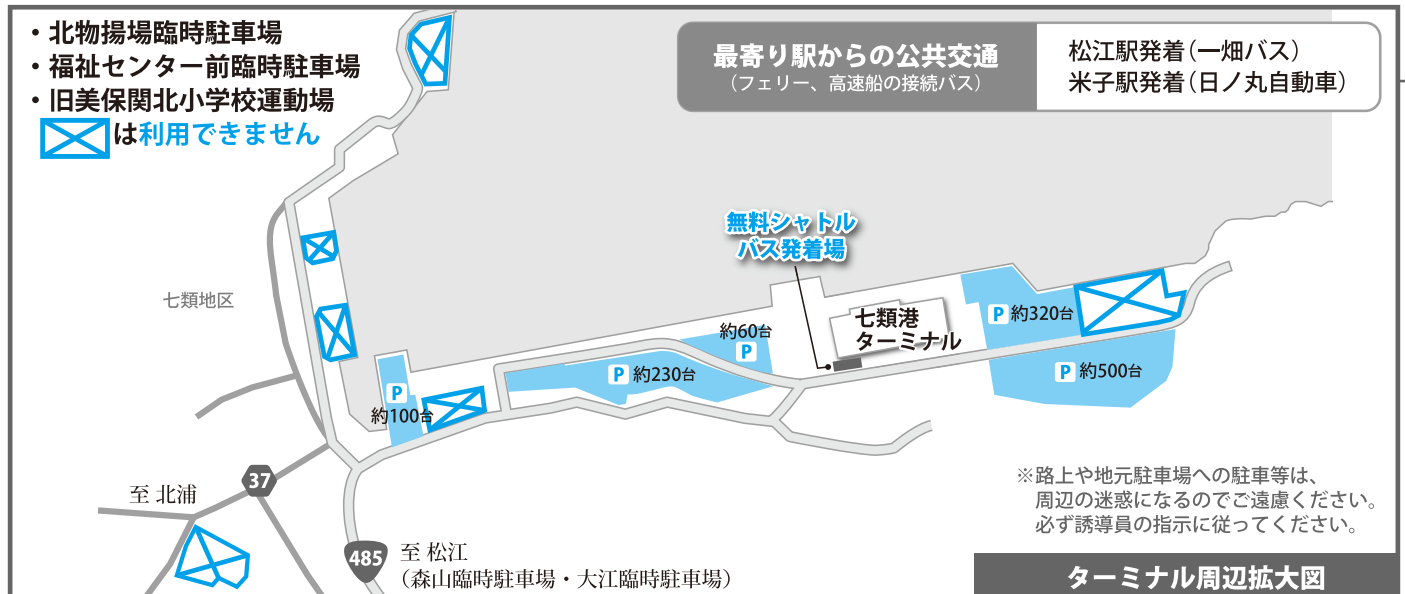 ・北物揚場臨時駐車場
・福祉センター前臨時駐車場
・旧美保関北小学校運動場
は利用できません
最寄り駅からの公共交通
（フェリー、高速船の接続バス）
松江駅発着（一畑バス）
米子駅発着（日ノ丸自動車）
無料シャトル
バス発着場
七類地区
七類港
ターミナル
P 約320台
約60台
P
P 約230台
P 約500台
P
約100台
37
至 北浦
485
至 松江
（森山臨時駐車場・大江臨時駐車場）
※路上や地元駐車場への駐車等は、
周辺の迷惑になるのでご遠慮ください。
必ず誘導員の指示に従ってください。
ターミナル周辺拡大図